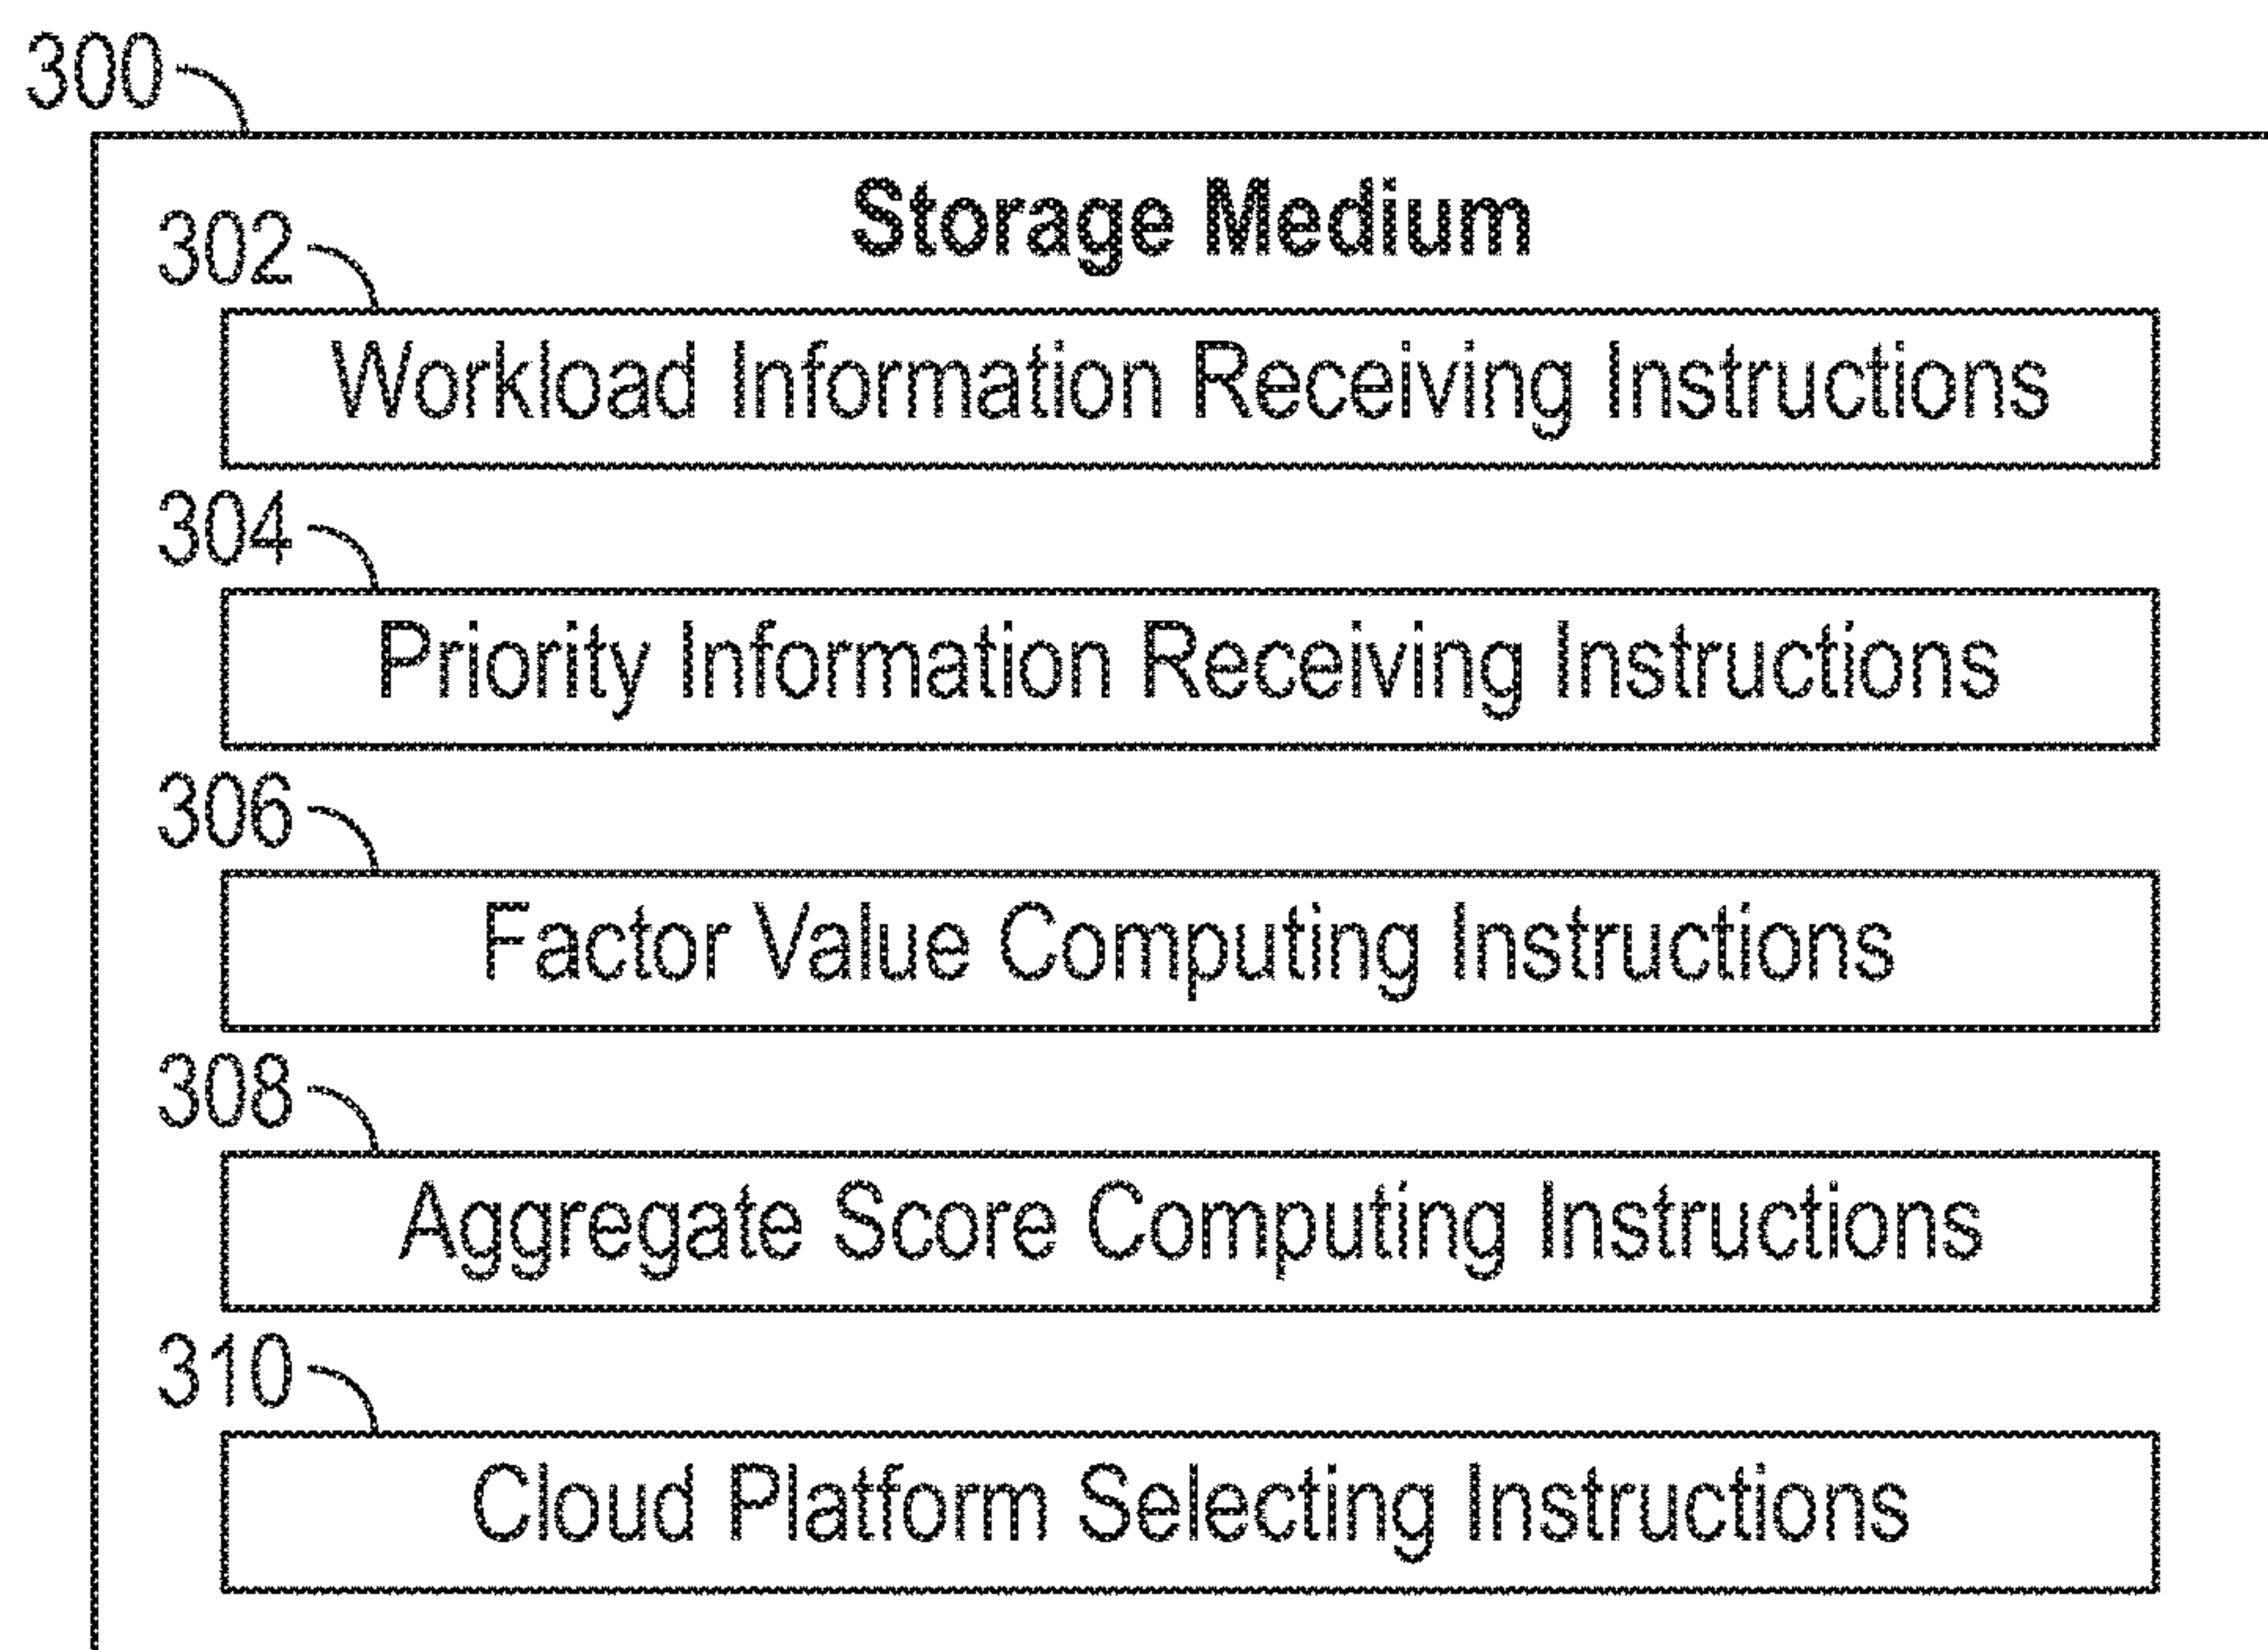 300
Storage Medium
302
Workload Information Receiving Instructions
304
Priority Information Receiving Instructions
306
Factor Value Computing Instructions
308
Aggregate Score Computing Instructions
310
Cloud Platform Selecting Instructions